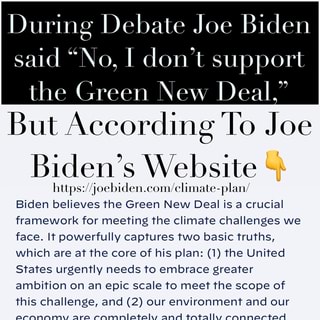 During Debate Joe Biden
said “No, I don’t support
the Green New Deal,”
But According To Joe
Biden’s Website👇
https://joebiden.com/climate-plan/
Biden believes the Green New Deal is a crucial
framework for meeting the climate challenges we
face. It powerfully captures two basic truths,
which are at the core of his plan: (1) the United
States urgently needs to embrace greater
ambition on an epic scale to meet the scope of
this challenge, and (2) our environment and our
economy are completely and totally connected.